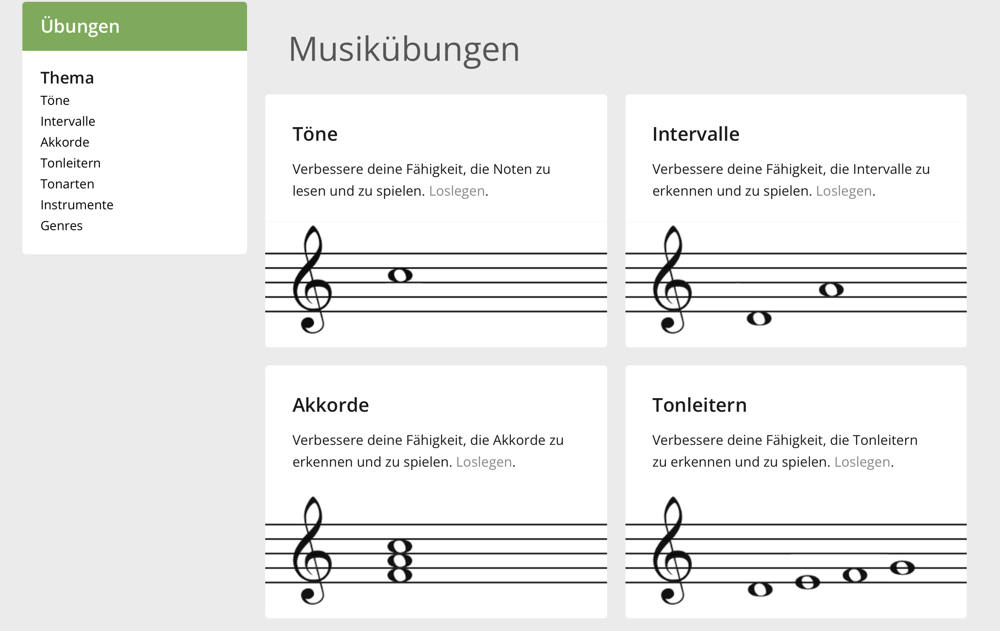 Übungen
Thema
Töne
Intervalle
Akkorde
Tonleitern
Tonarten
Instrumente
Genres
Musikübungen
Töne
Verbessere deine Fähigkeit, die Noten zu
lesen und zu spielen. Loslegen.
Intervalle
Verbessere deine Fähigkeit, die Intervalle zu
erkennen und zu spielen. Loslegen.
Akkorde
Verbessere deine Fähigkeit, die Akkorde zu
erkennen und zu spielen. Loslegen.
Tonleitern
Verbessere deine Fähigkeit, die Tonleitern
zu erkennen und zu spielen. Loslegen.